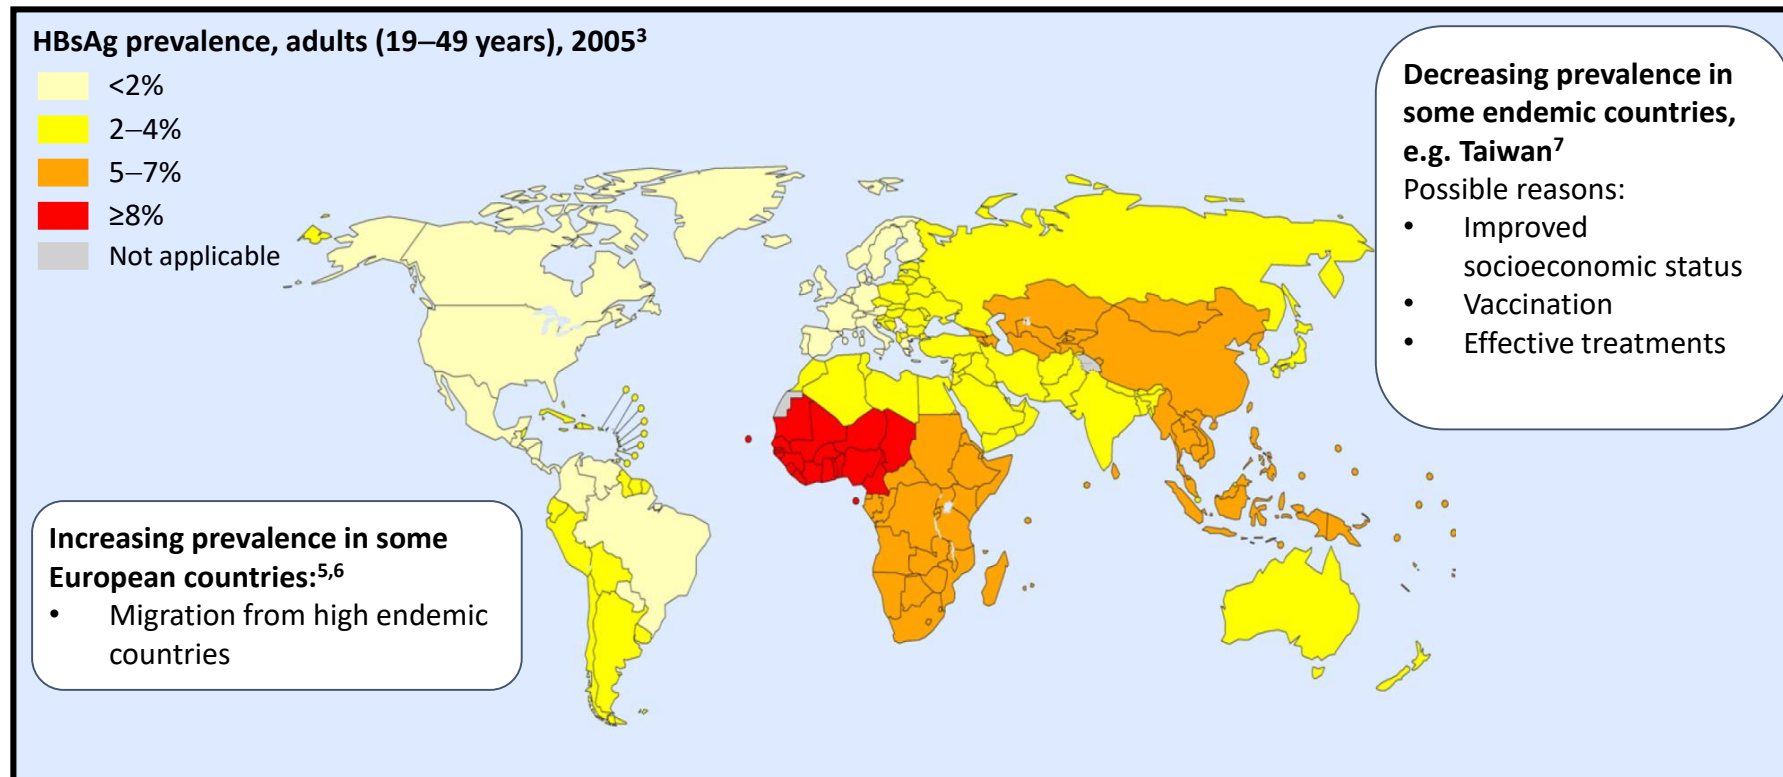 HBsAg prevalence, adults (19–49 years), 2005³
<2%
2–4%
5–7%
≥8%
Not applicable
Decreasing prevalence in
some endemic countries,
e.g. Taiwan⁷
Possible reasons:
• Improved
socioeconomic status
• Vaccination
• Effective treatments
Increasing prevalence in some
European countries:⁵,⁶
• Migration from high endemic
countries